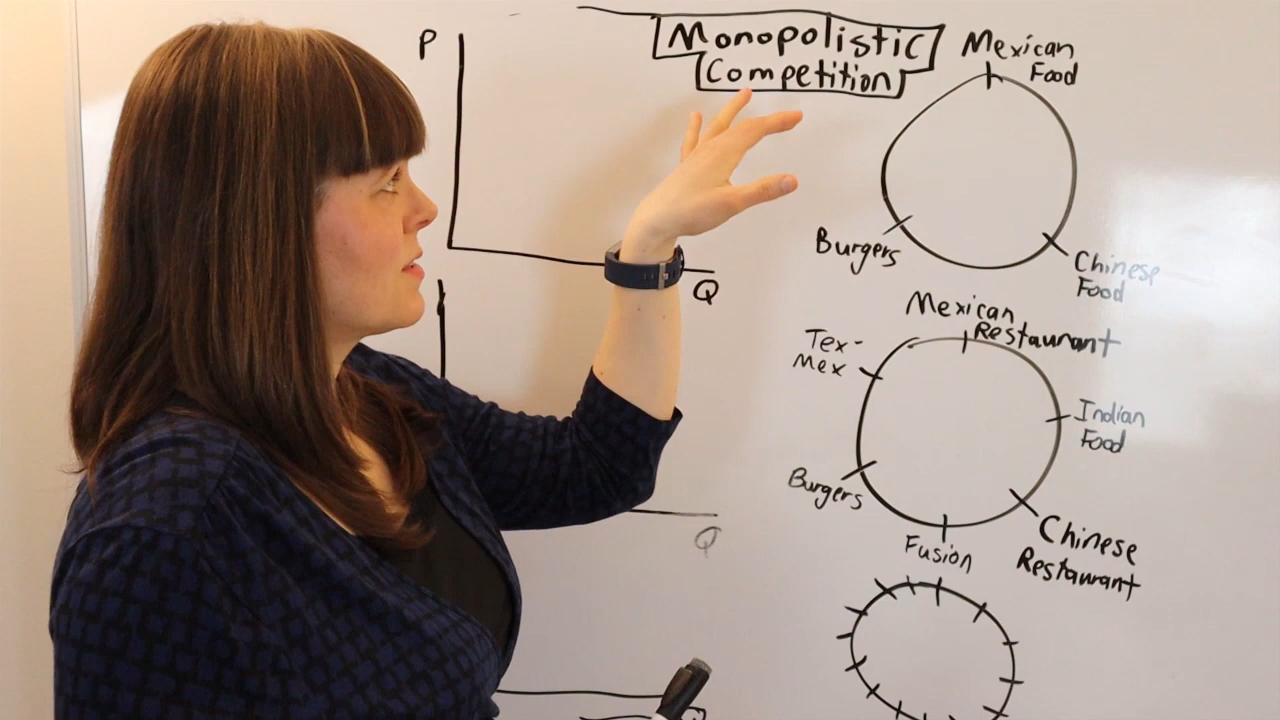 P
Monopolistic
Competition
Q
Mexican
Food
Burgers
Chinese
Food
Mexican
Restaurant
Tex-
Mex
Indian
Food
Burgers
Chinese
Restaurant
Fusion
Q
Q